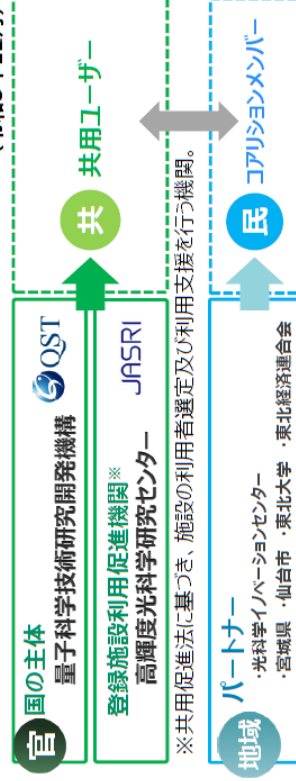 官
国の主体
量子科学技術研究開発機構
QST
登録施設利用促進機関※
高輝度光科学研究センター
JASRI
共
共用ユーザー
※共用促進法に基づき、施設の利用者選定及び利用支援を行う機関。
地域
パートナー
・光科学イノベーションセンター
・宮城県 ・仙台市 ・東北大学 ・東北経済連合会
民
コアリションメンバー